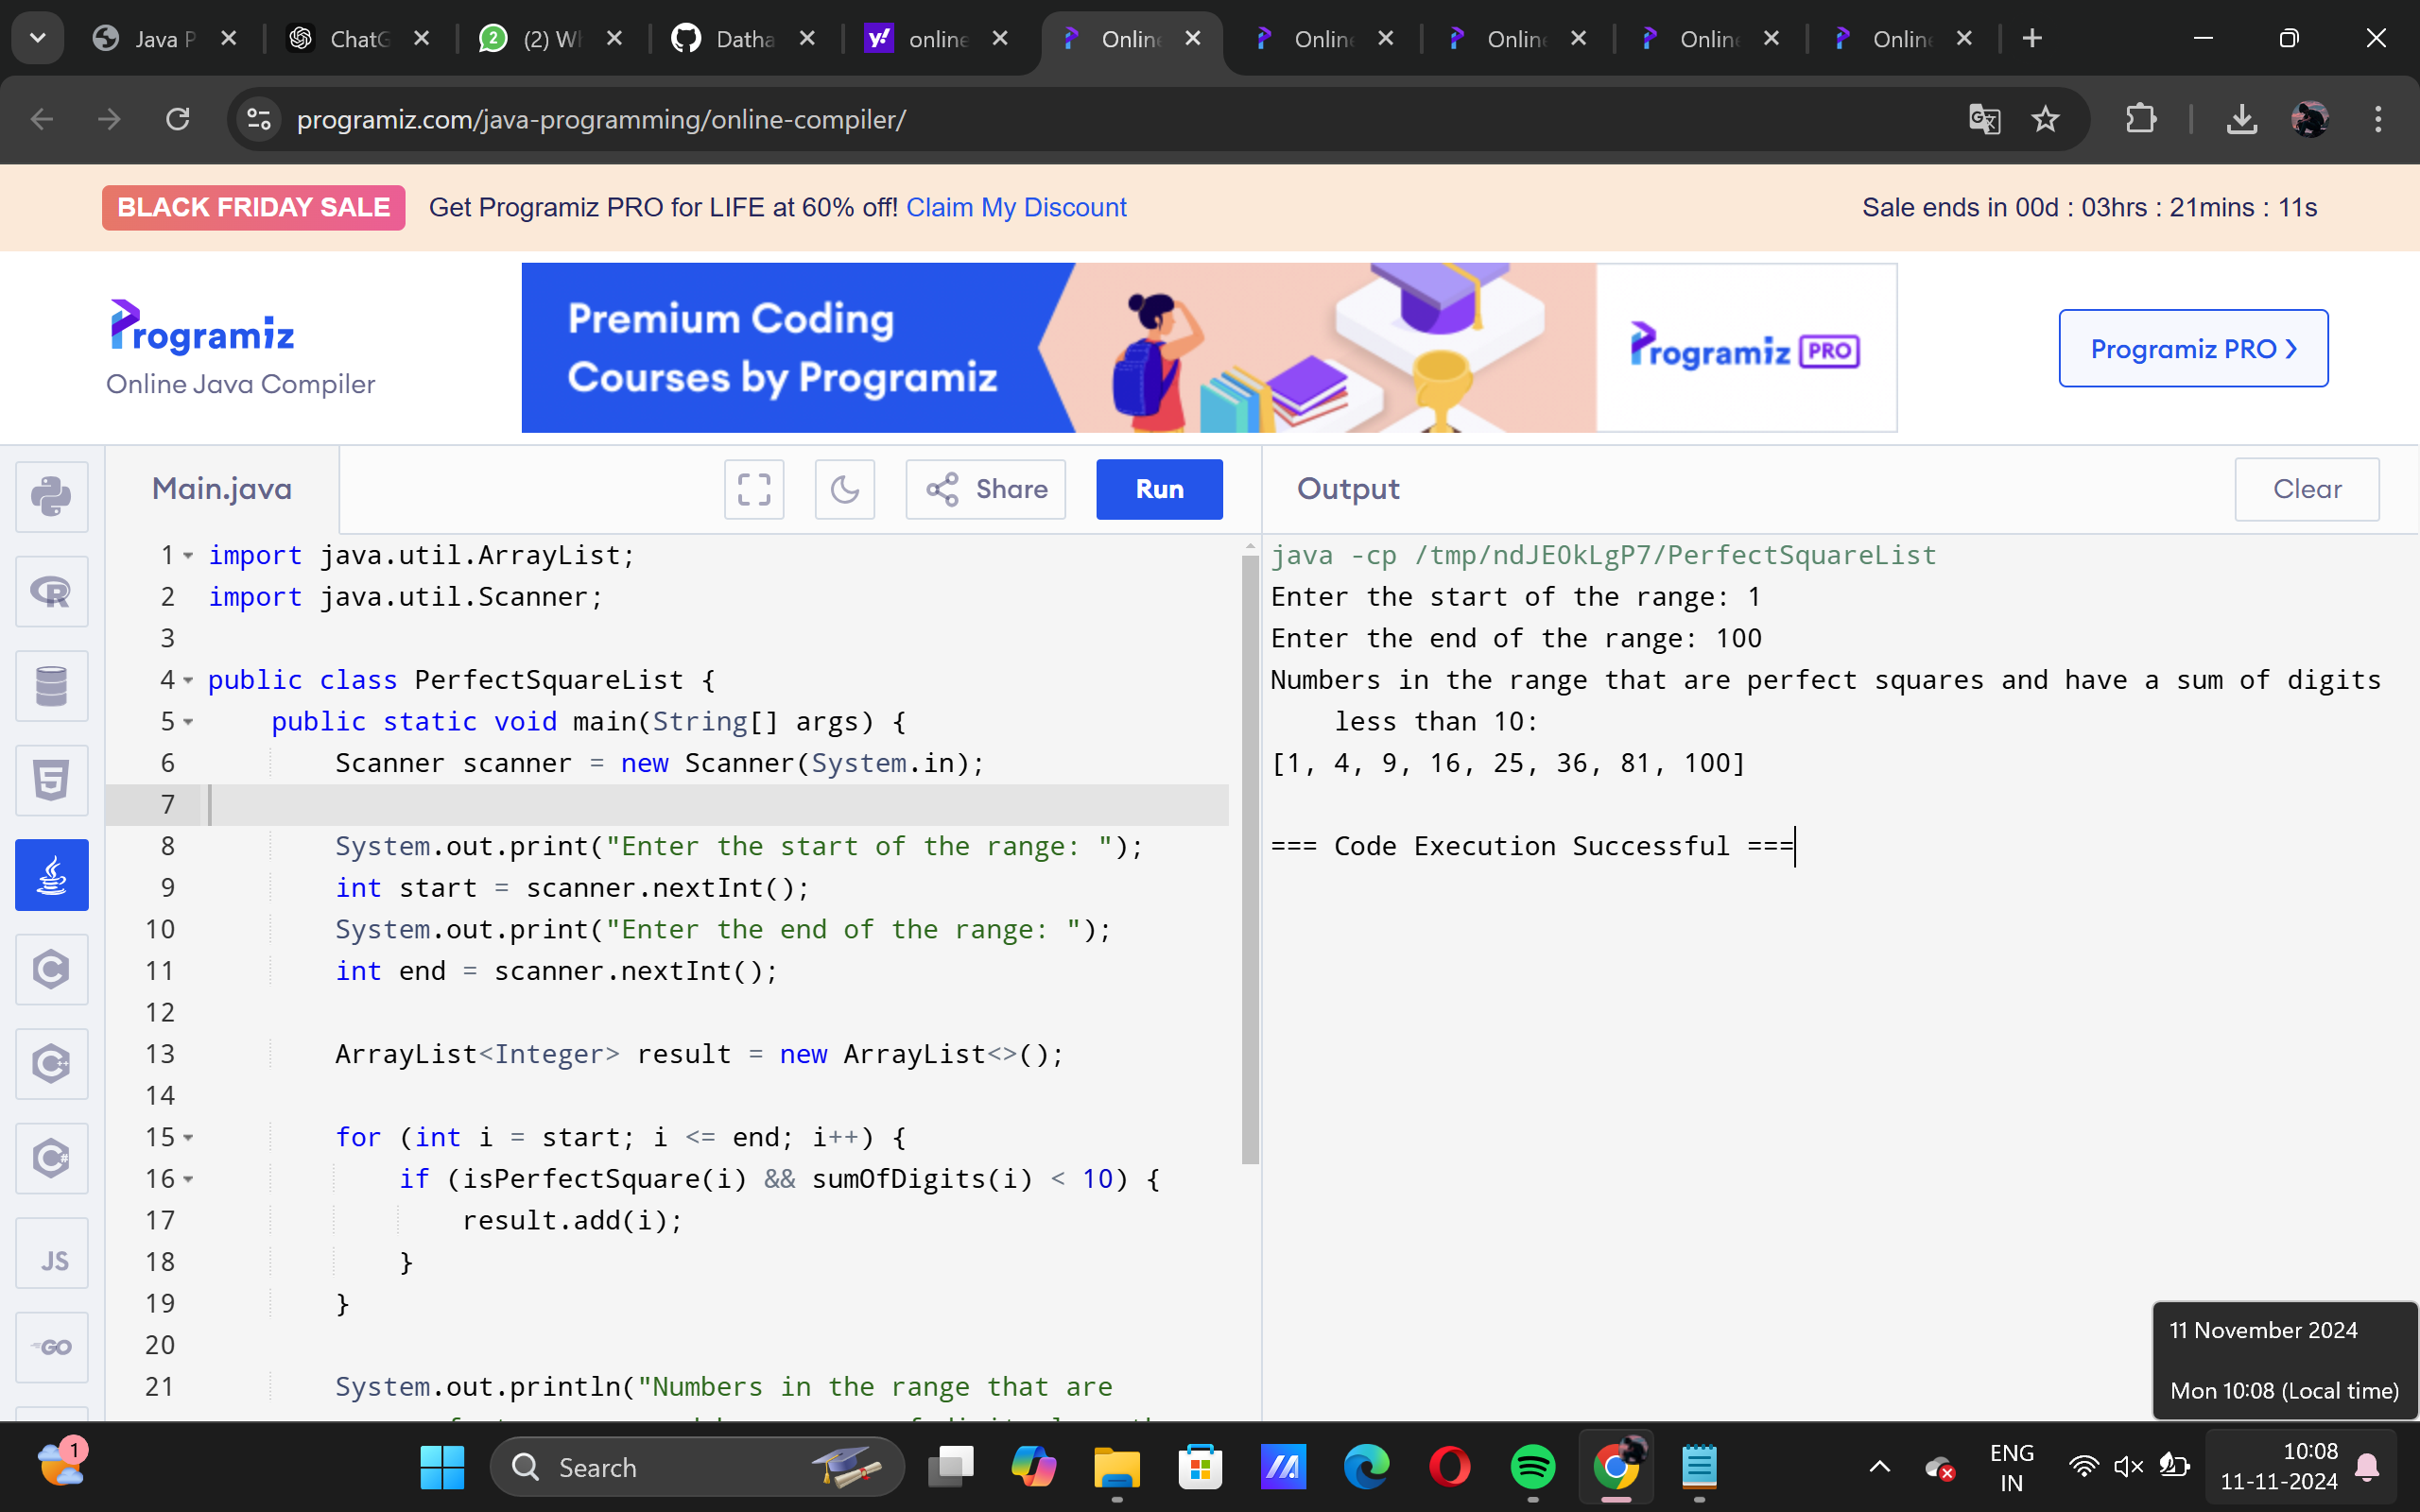 Java P
ChatG
(2) Wh
Datha
online
Online
Online
Online
Online
Online
programiz.com/java-programming/online-compiler/
BLACK FRIDAY SALE Get Programiz PRO for LIFE at 60% off! Claim My Discount
Sale ends in 00d : 03hrs : 21mins : 11s
Programiz
Online Java Compiler
Premium Coding
Courses by Programiz
Programiz PRO
Programiz PRO ❯
Main.java
Share
Run
Output
Clear
1 import java.util.ArrayList;
2 import java.util.Scanner;
3
4 public class PerfectSquareList {
5 public static void main(String[] args) {
6 Scanner scanner = new Scanner(System.in);
7
8 System.out.print("Enter the start of the range: ");
9 int start = scanner.nextInt();
10 System.out.print("Enter the end of the range: ");
11 int end = scanner.nextInt();
12
13 ArrayList<Integer> result = new ArrayList<>();
14
15 for (int i = start; i <= end; i++) {
16 if (isPerfectSquare(i) && sumOfDigits(i) < 10) {
17 result.add(i);
18 }
19 }
20
21 System.out.println("Numbers in the range that are
java -cp /tmp/ndJEOkLgP7/PerfectSquareList
Enter the start of the range: 1
Enter the end of the range: 100
Numbers in the range that are perfect squares and have a sum of digits
less than 10:
[1, 4, 9, 16, 25, 36, 81, 100]
=== Code Execution Successful ===
JS
GO
11 November 2024
Mon 10:08 (Local time)
1
Search
ENG
IN
10:08
11-11-2024